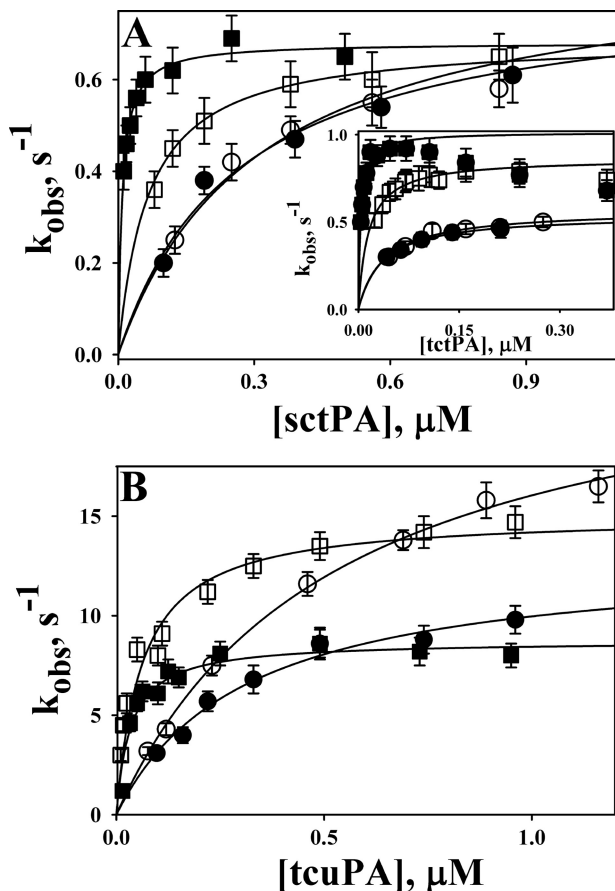 A
k_obs, s⁻¹
0.6
0.4
0.2
0.0
0.0 0.3 0.6 0.9
[sctPA], μM
k_obs, s⁻¹
1.0
0.5
0.0
0.00 0.15 0.30
[tctPA], μM
B
k_obs, s⁻¹
15
10
5
0
0.0 0.5 1.0
[tcuPA], μM